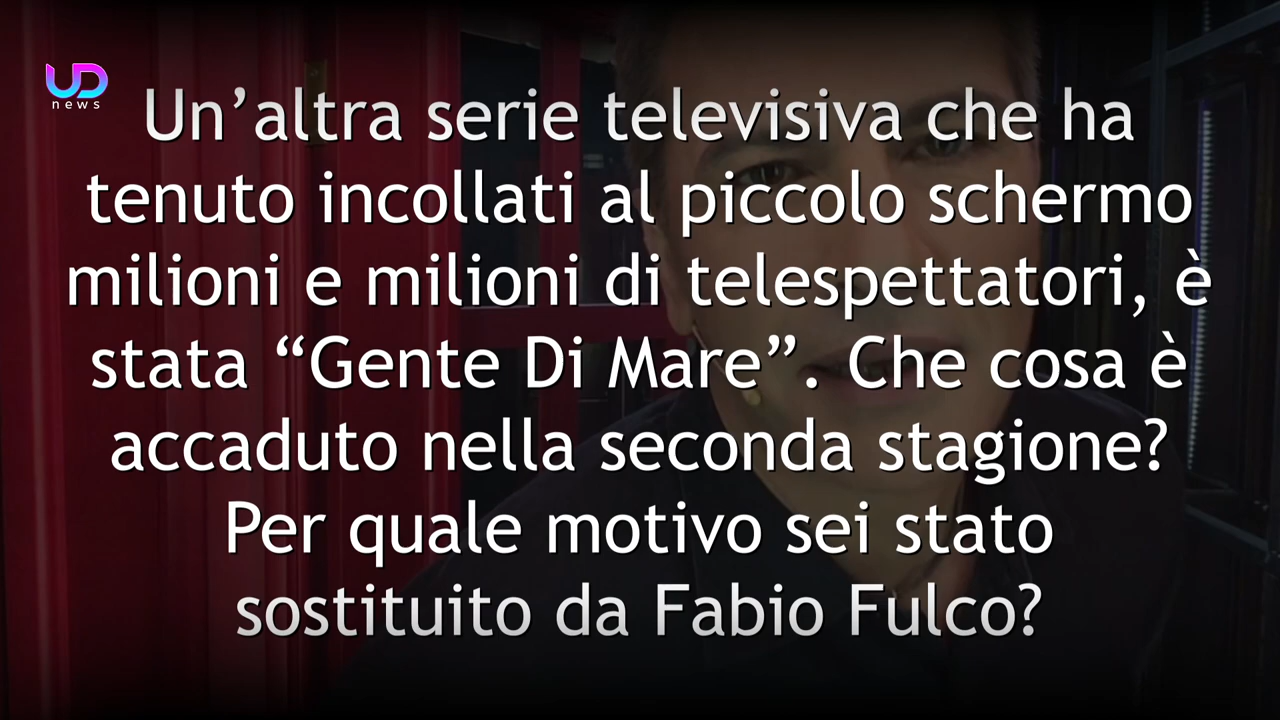 UD
news
Un’altra serie televisiva che ha
tenuto incollati al piccolo schermo
milioni e milioni di telespettatori, è
stata “Gente Di Mare”. Che cosa è
accaduto nella seconda stagione?
Per quale motivo sei stato
sostituito da Fabio Fulco?